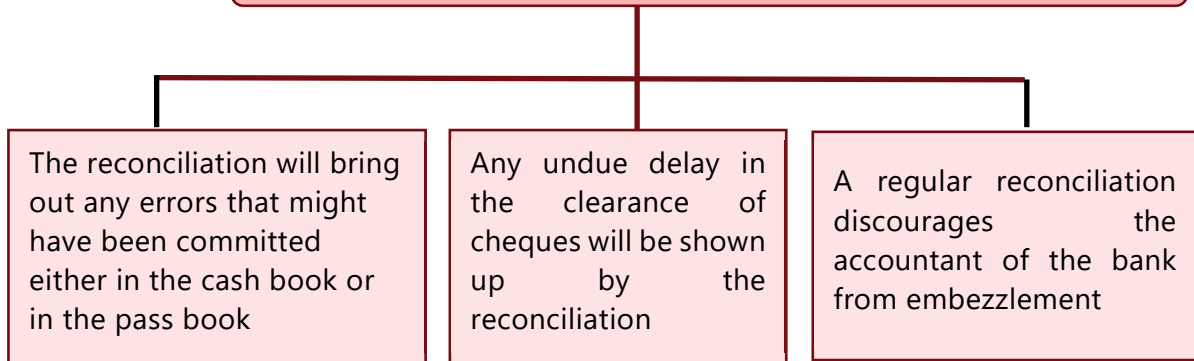 The reconciliation will bring
out any errors that might
have been committed
either in the cash book or
in the pass book
Any undue delay in
the clearance of
cheques will be shown
up by the
reconciliation
A regular reconciliation
discourages the
accountant of the bank
from embezzlement